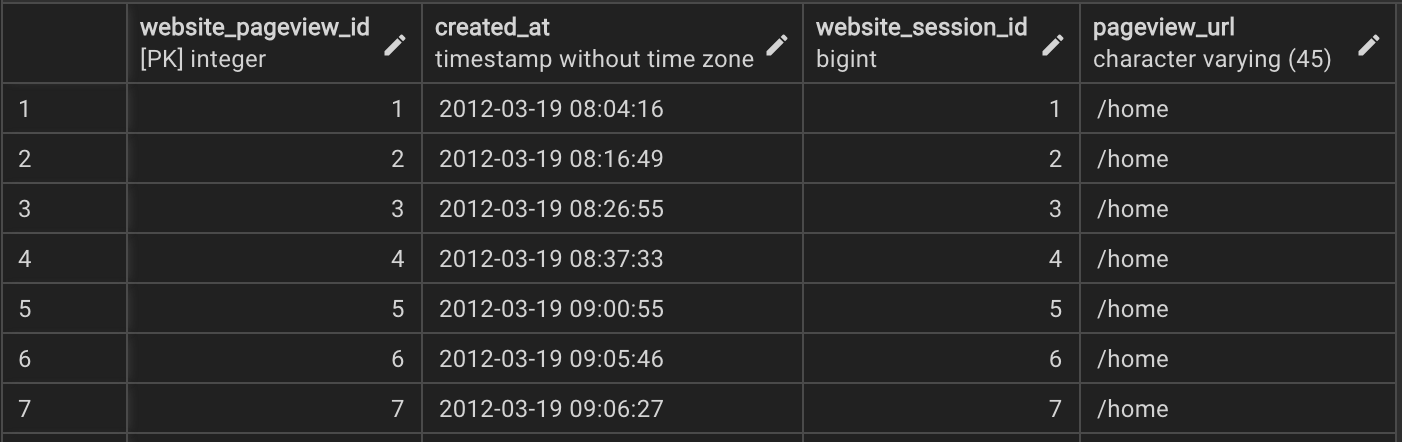 website_pageview_id created_at website_session_id pageview_url
[PK] integer timestamp without time zone bigint character varying (45)
1 1 2012-03-19 08:04:16 1 /home
2 2 2012-03-19 08:16:49 2 /home
3 3 2012-03-19 08:26:55 3 /home
4 4 2012-03-19 08:37:33 4 /home
5 5 2012-03-19 09:00:55 5 /home
6 6 2012-03-19 09:05:46 6 /home
7 7 2012-03-19 09:06:27 7 /home